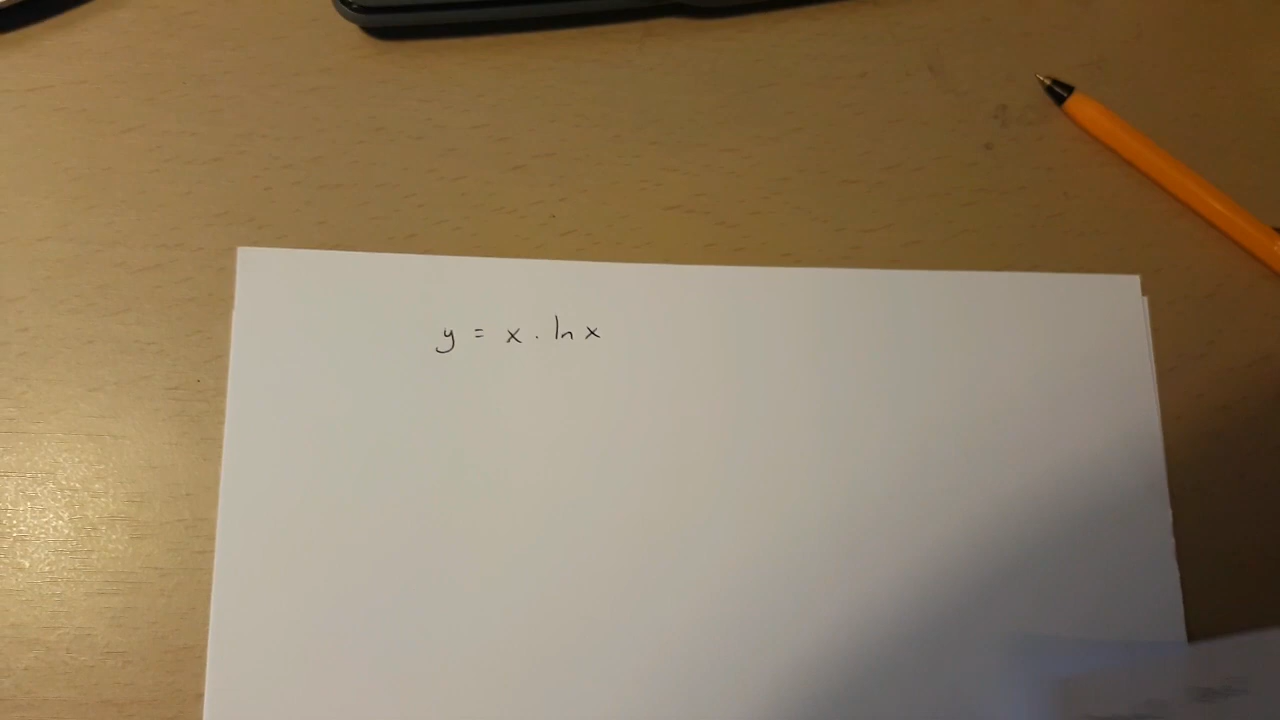 y = x . ln x